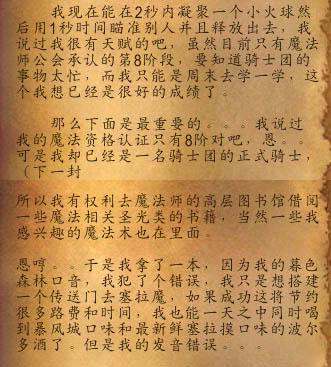 我现在能在2秒内凝聚一个小火球然
后用1秒时间瞄准别人并且释放出去，我
说过我很有天赋的吧，虽然目前只有魔法
师公会承认的第8阶段，要知道骑士团的
事物太忙，而我只能是周末去学一学，这
个我想已经是很好的成绩了。
那么下面是最重要的。。。我说过
我的魔法资格认证只有8阶对吧，恩。。
可是我却已经是一名骑士团的正式骑士，
（下一封
所以我有权利去魔法师的高层图书馆借阅
一些魔法相关圣光类的书籍，当然一些我
感兴趣的魔法术也在里面。
恩哼。。于是我拿了一本，因为我的暮色
森林口音，我犯了个错误，我只是想搭建
一个传送门去塞拉魔，如果成功这将节约
很多路费和时间，我也能一天之中同时喝
到暴风城口味和最新鲜塞拉摸口味的波尔
多酒了。但是我的发音错误。。。